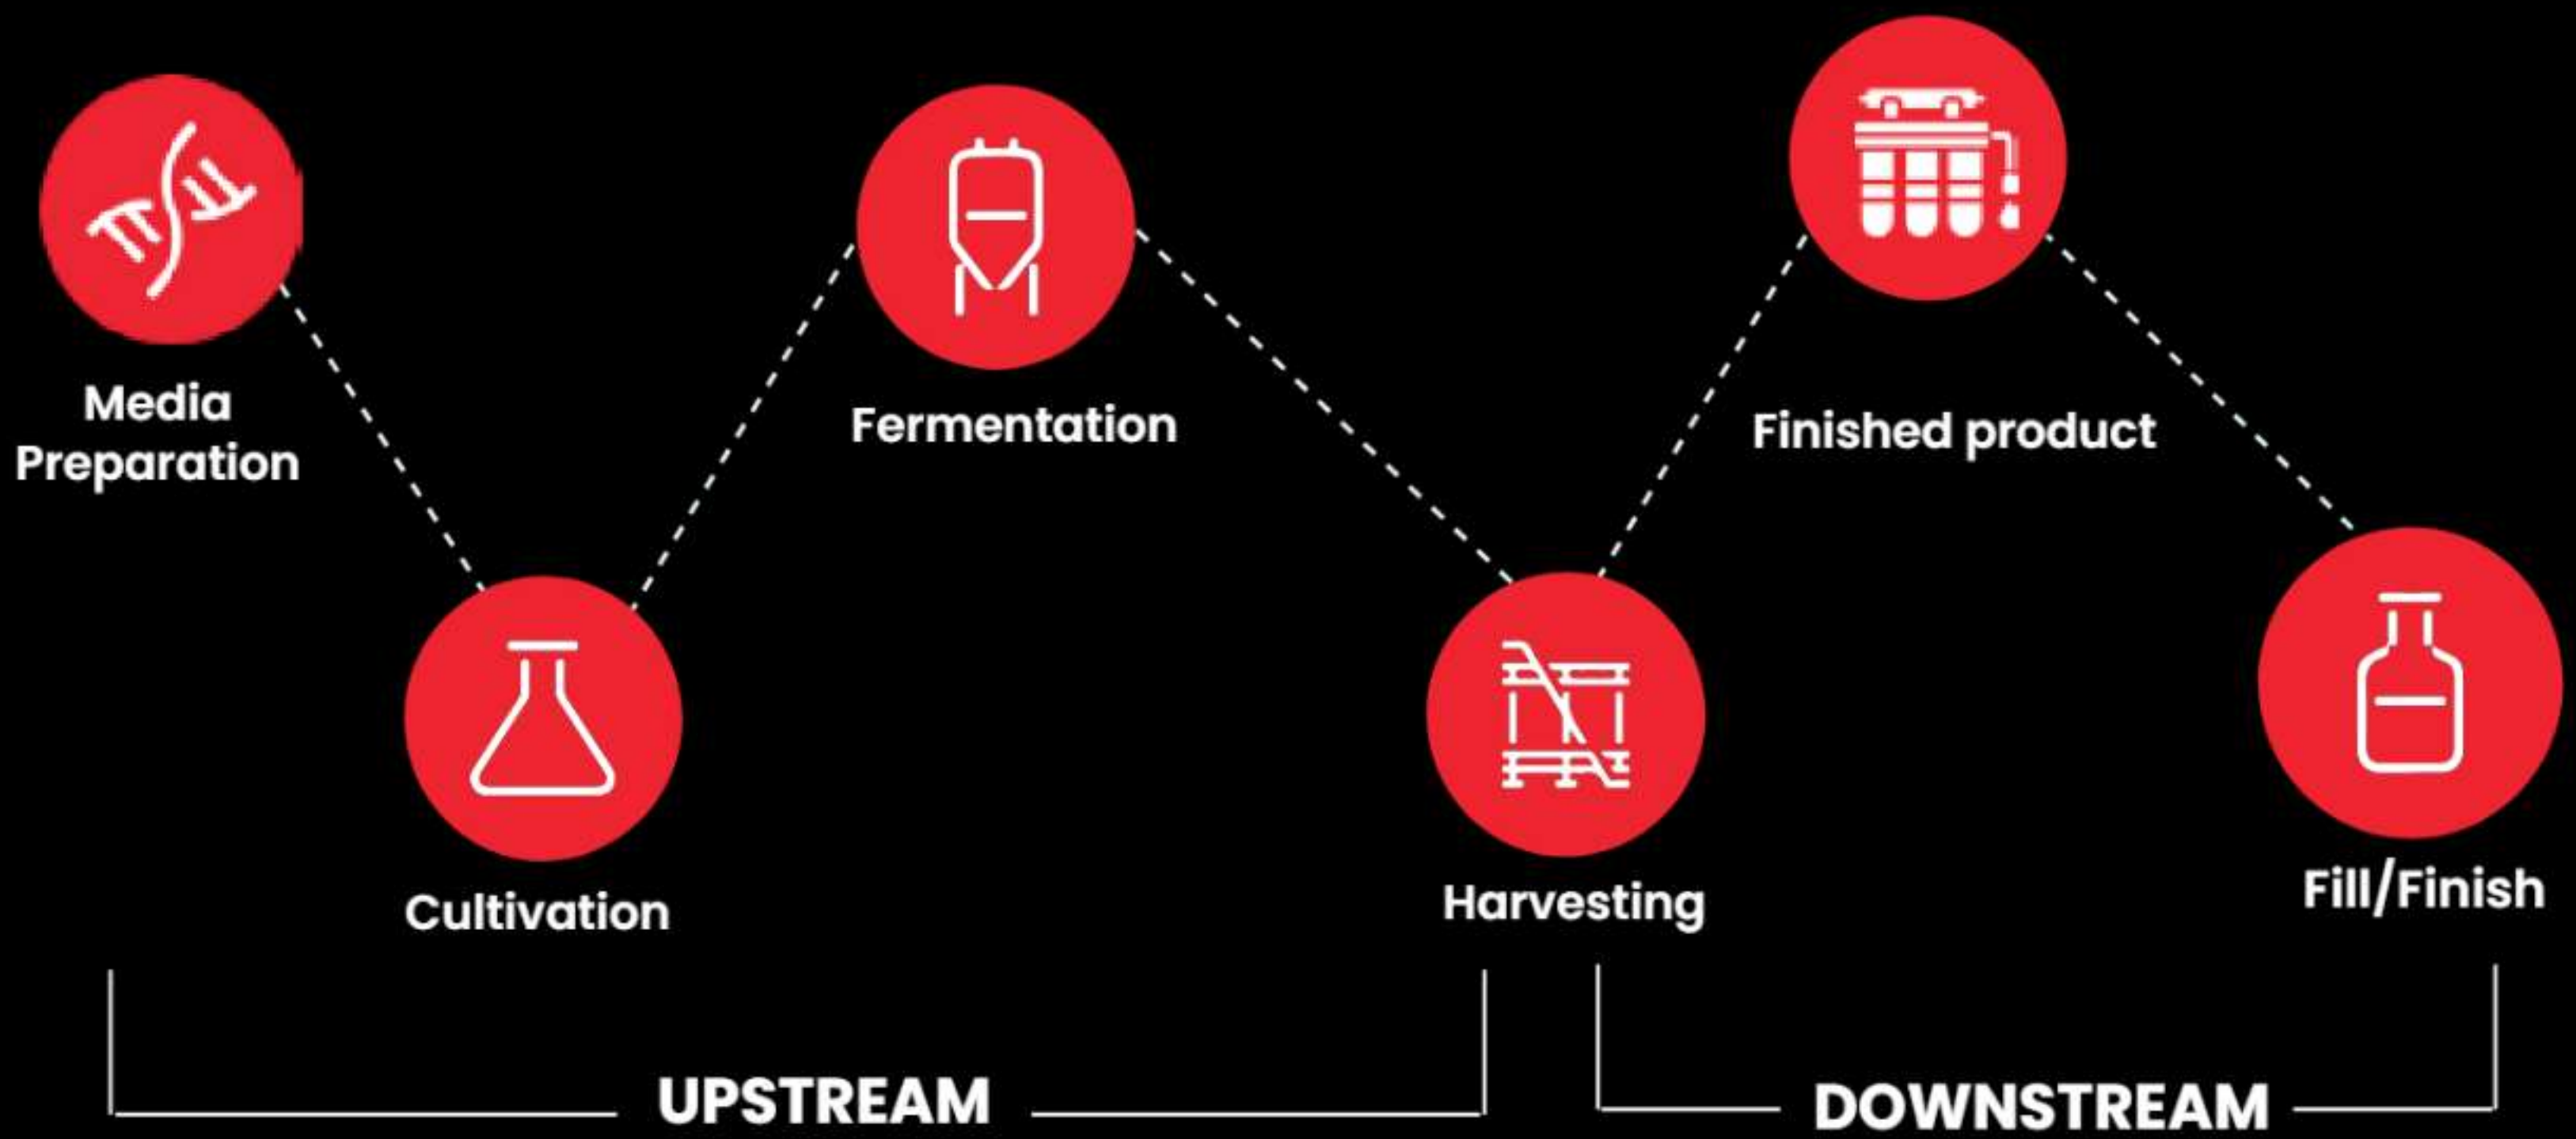 Media
Preparation
Cultivation
Fermentation
Harvesting
Finished product
Fill/Finish
UPSTREAM
DOWNSTREAM